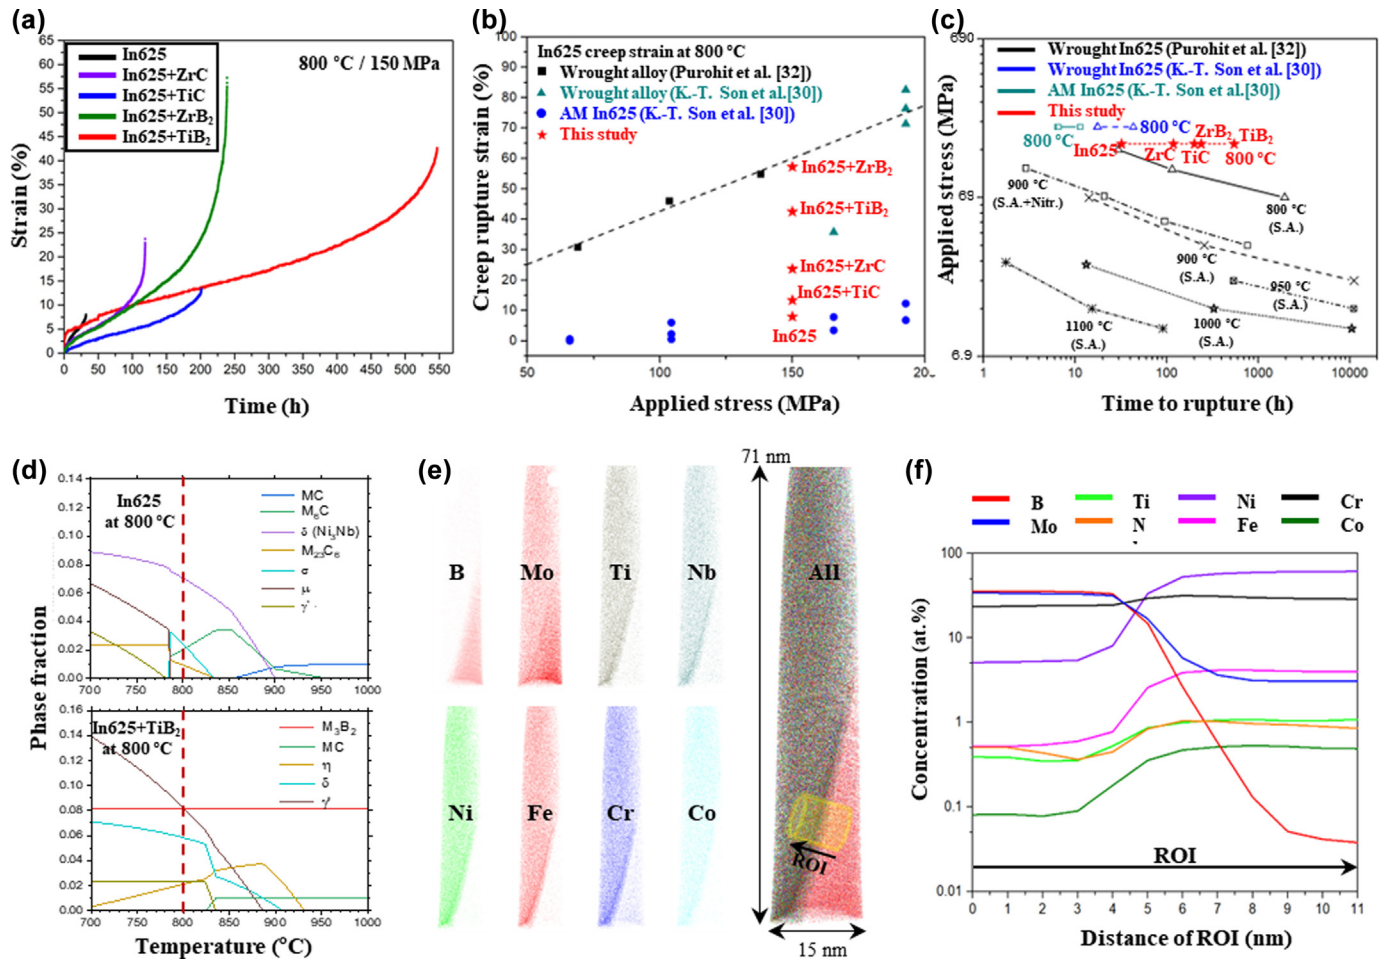 (a)
65
60
55
50
45
40
35
30
25
20
15
10
5
0
Strain (%)
In625
In625+ZrC
In625+TiC
In625+ZrB₂
In625+TiB₂
800 °C / 150 MPa
0 50 100 150 200 250 300 350 400 450 500 550
Time (h)
(b)
100
90
80
70
60
50
40
30
20
10
0
Creep rupture strain (%)
In625 creep strain at 800 °C
Wrought alloy (Purohit et al. [32])
Wrought alloy (K.-T. Son et al.[30])
AM In625 (K.-T. Son et al. [30])
This study
In625+ZrB₂
In625+TiB₂
In625+ZrC
In625+TiC
In625
50 100 150
Applied stress (MPa)
(c)
690
69
6.9
Applied stress (MPa)
Wrought In625 (Purohit et al. [32])
Wrought In625 (K.-T. Son et al.[30])
AM In625 (K.-T. Son et al.[30])
This study
800 °C
800 °C
ZrB₂ TiB₂
In625
ZrC TiC 800 °C
900 °C
(S.A.+Nitr.)
800 °C
(S.A.)
900 °C
(S.A.)
950 °C
(S.A.)
1100 °C
(S.A.)
1000 °C
(S.A.)
1 10 100 1000 10000
Time to rupture (h)
(d)
0.14
0.12
0.10
0.08
0.06
0.04
0.02
0.00
In625
at 800 °C
MC
M₆C
δ (Ni₃Nb)
M₂₃C₆
σ
μ
γ'
700 750 800 850 900 950 1000
Phase fraction
0.16
0.14
0.12
0.10
0.08
0.06
0.04
0.02
0.00
In625+TiB₂
at 800 °C
M₃B₂
MC
η
δ
γ'
700 750 800 850 900 950 1000
Temperature (°C)
(e)
71 nm
B
Mo
Ti
Nb
All
Ni
Fe
Cr
Co
ROI
15 nm
(f)
B Ti Ni Cr
Mo N Fe Co
100
10
1
0.1
0.01
Concentration (at.%)
ROI
0 1 2 3 4 5 6 7 8 9 10 11
Distance of ROI (nm)